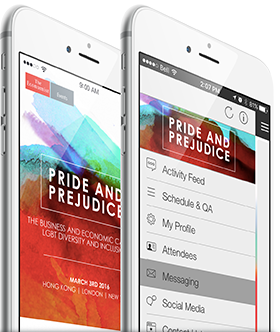 9:00 AM
The
Economist
Events
PRIDE AND
PREJUDICE
THE BUSINESS AND ECONOMIC C
LGBT DIVERSITY AND INCLUS
MARCH 3RD 2016
HONG KONG | LONDON | NEW
Bell
2:07 PM
81%
PRIDE AND
PREJUDICE
Activity Feed
Schedule & QA
My Profile
Attendees
Messaging
Social Media